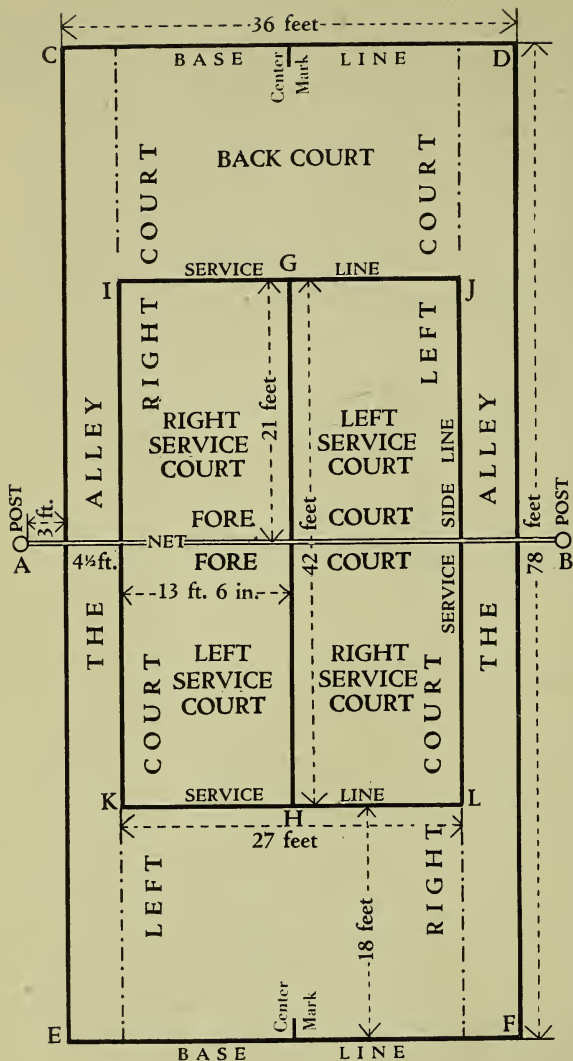 36 feet
C
D
BASE LINE
Center
Mark
BACK COURT
RIGHT COURT
LEFT COURT
SERVICE LINE
G
I
J
21 feet
RIGHT
SERVICE
COURT
LEFT
SERVICE
COURT
THE ALLEY
THE ALLEY
SERVICE SIDE LINE
POST
3 ft.
A
FORE COURT
NET
POST
B
4½ft.
FORE COURT
42 feet
78 feet
13 ft. 6 in.
LEFT
SERVICE
COURT
RIGHT
SERVICE
COURT
LEFT COURT
RIGHT COURT
K
SERVICE LINE
L
H
27 feet
18 feet
Center
Mark
E
F
BASE LINE